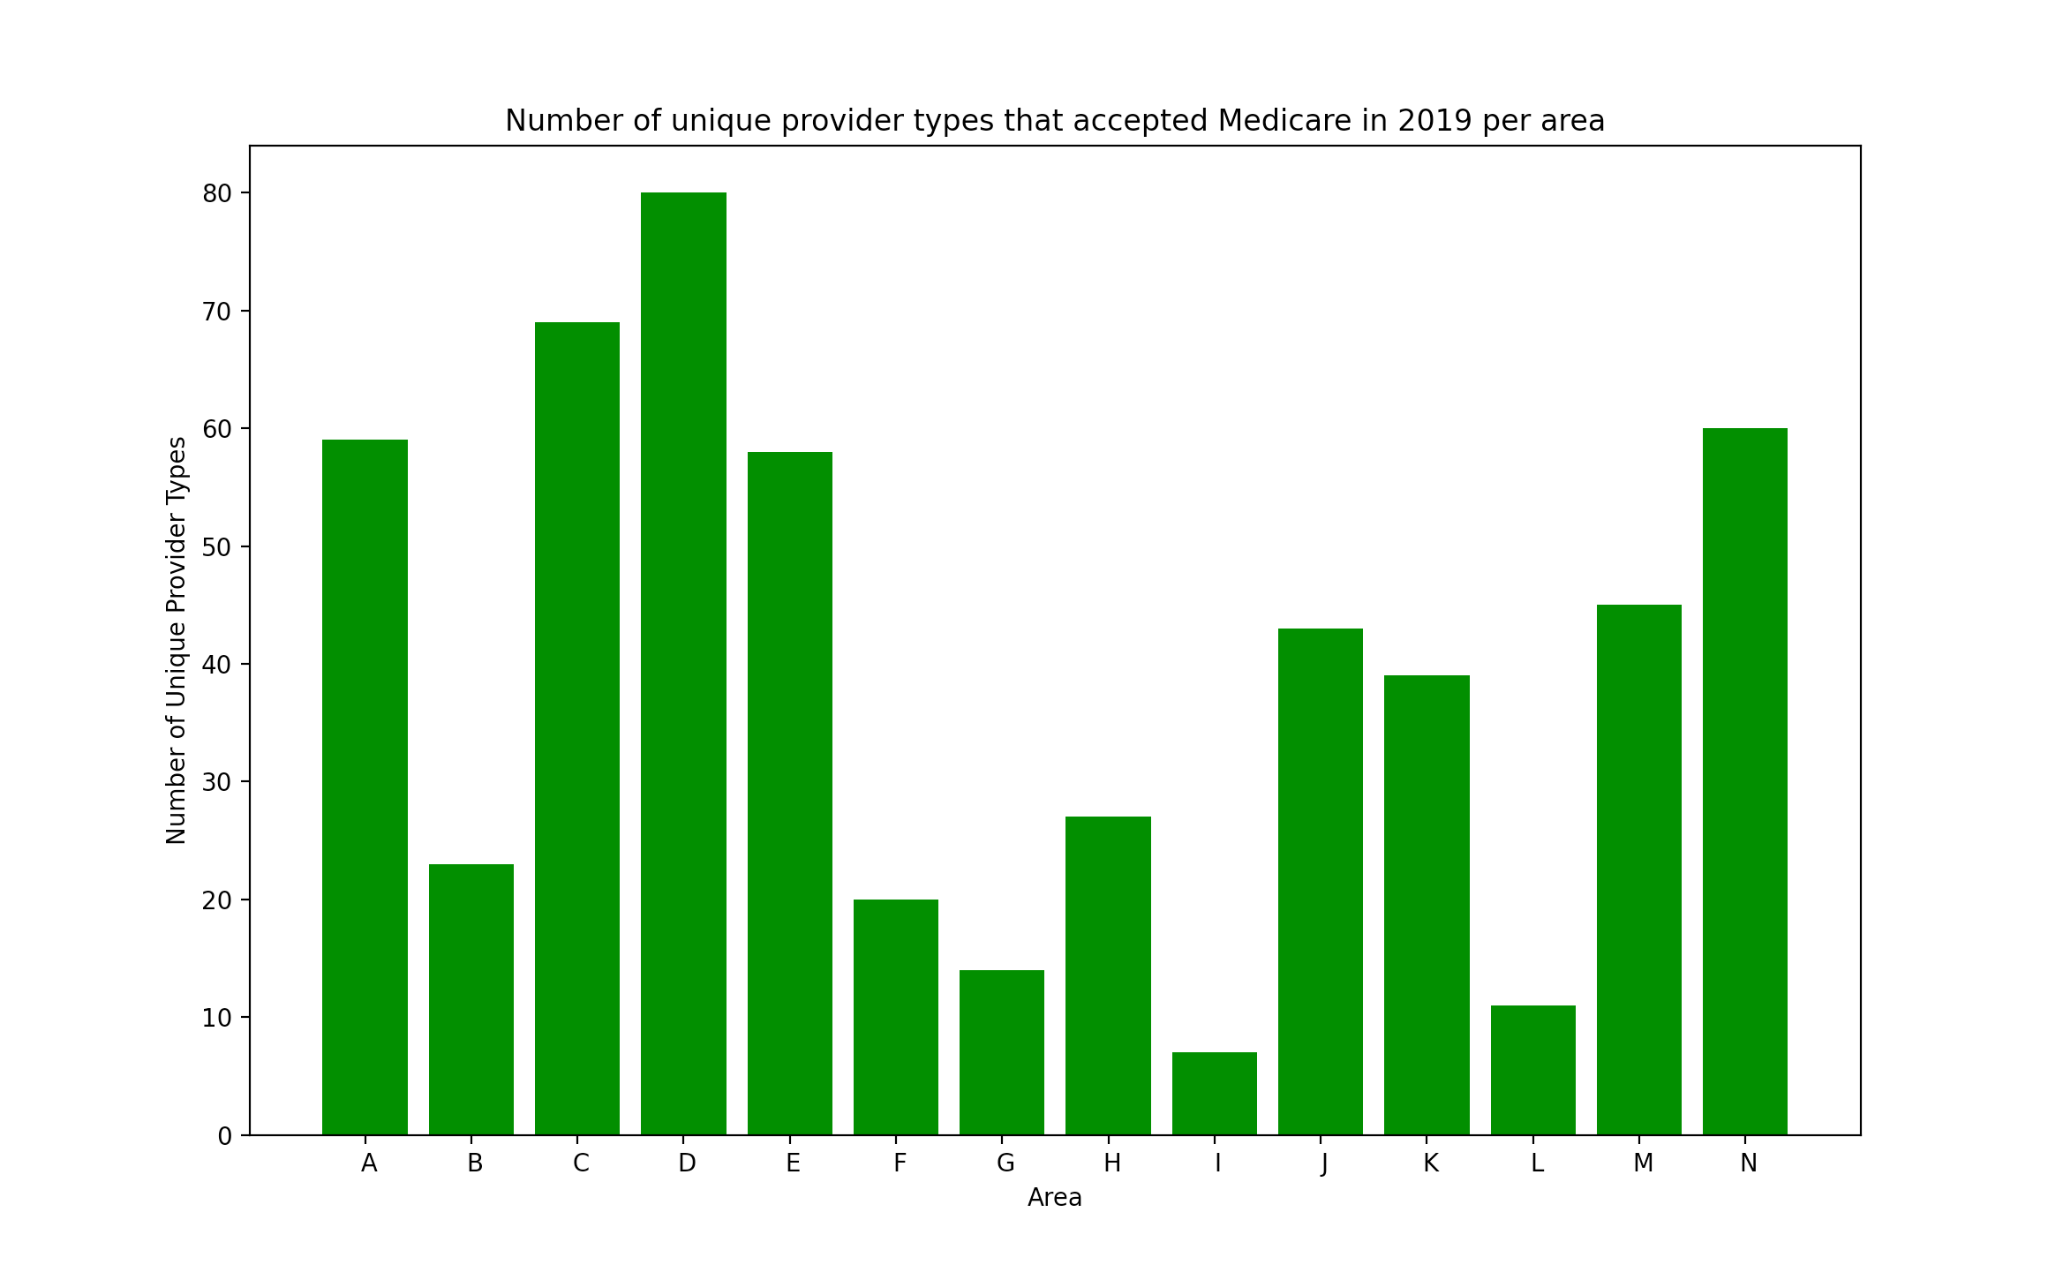 Number of unique provider types that accepted Medicare in 2019 per area
Number of Unique Provider Types
80
70
60
50
40
30
20
10
0
A B C D E F G H I J K L M N
Area